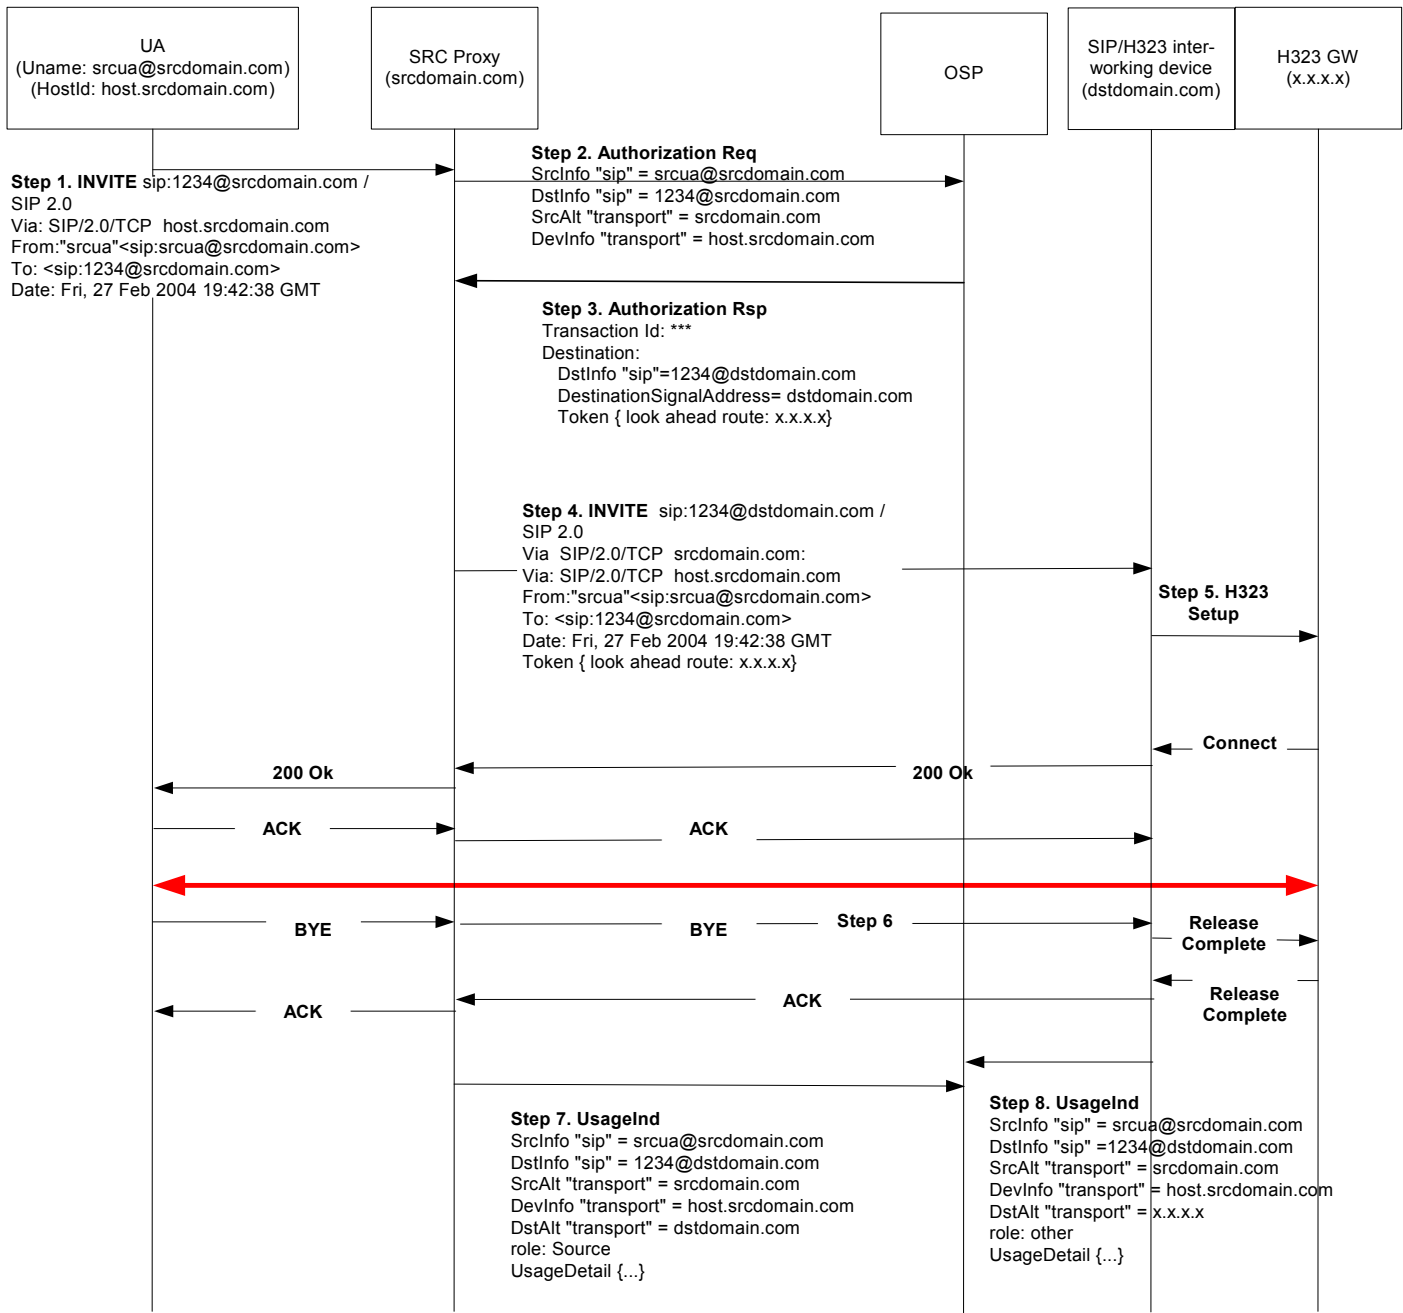 UA
(Uname: srcua@srcdomain.com)
(HostId: host.srcdomain.com)
SRC Proxy
(srcdomain.com)
OSP
SIP/H323 inter-
working device
(dstdomain.com)
H323 GW
(x.x.x.x)
Step 1. INVITE sip:1234@srcdomain.com /
SIP 2.0
Via: SIP/2.0/TCP host.srcdomain.com
From:"srcua"<sip:srcua@srcdomain.com>
To: <sip:1234@srcdomain.com>
Date: Fri, 27 Feb 2004 19:42:38 GMT
Step 2. Authorization Req
SrcInfo "sip" = srcua@srcdomain.com
DstInfo "sip" = 1234@srcdomain.com
SrcAlt "transport" = srcdomain.com
DevInfo "transport" = host.srcdomain.com
Step 3. Authorization Rsp
Transaction Id: ***
Destination:
DstInfo "sip"=1234@dstdomain.com
DestinationSignalAddress= dstdomain.com
Token { look ahead route: x.x.x.x}
Step 4. INVITE sip:1234@dstdomain.com /
SIP 2.0
Via SIP/2.0/TCP srcdomain.com:
Via: SIP/2.0/TCP host.srcdomain.com
From:"srcua"<sip:srcua@srcdomain.com>
To: <sip:1234@srcdomain.com>
Date: Fri, 27 Feb 2004 19:42:38 GMT
Token { look ahead route: x.x.x.x}
Step 5. H323
Setup
Connect
200 Ok
200 Ok
ACK
ACK
BYE
BYE
Step 6
Release
Complete
Release
Complete
ACK
ACK
Step 7. UsageInd
SrcInfo "sip" = srcua@srcdomain.com
DstInfo "sip" = 1234@dstdomain.com
SrcAlt "transport" = srcdomain.com
DevInfo "transport" = host.srcdomain.com
DstAlt "transport" = dstdomain.com
role: Source
UsageDetail {...}
Step 8. UsageInd
SrcInfo "sip" = srcua@srcdomain.com
DstInfo "sip" =1234@dstdomain.com
SrcAlt "transport" = srcdomain.com
DevInfo "transport" = host.srcdomain.com
DstAlt "transport" = x.x.x.x
role: other
UsageDetail {...}